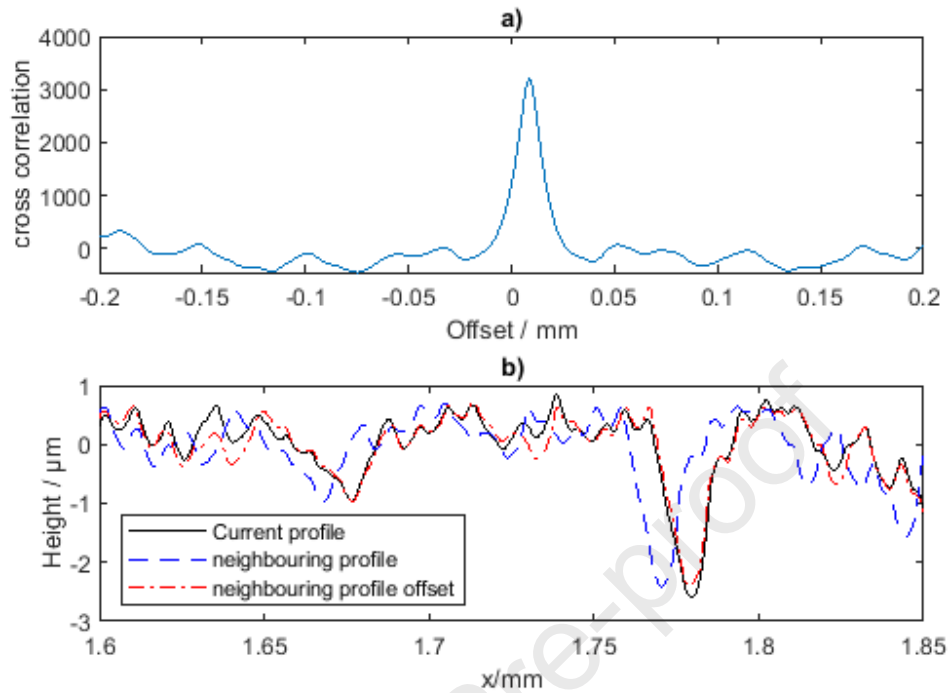 a)
4000
3000
2000
1000
0
cross correlation
-0.2 -0.15 -0.1 -0.05 0 0.05 0.1 0.15 0.2
Offset / mm
b)
1
0
-1
-2
-3
Height / µm
Current profile
neighbouring profile
neighbouring profile offset
1.6 1.65 1.7 1.75 1.8 1.85
x/mm
re-proof